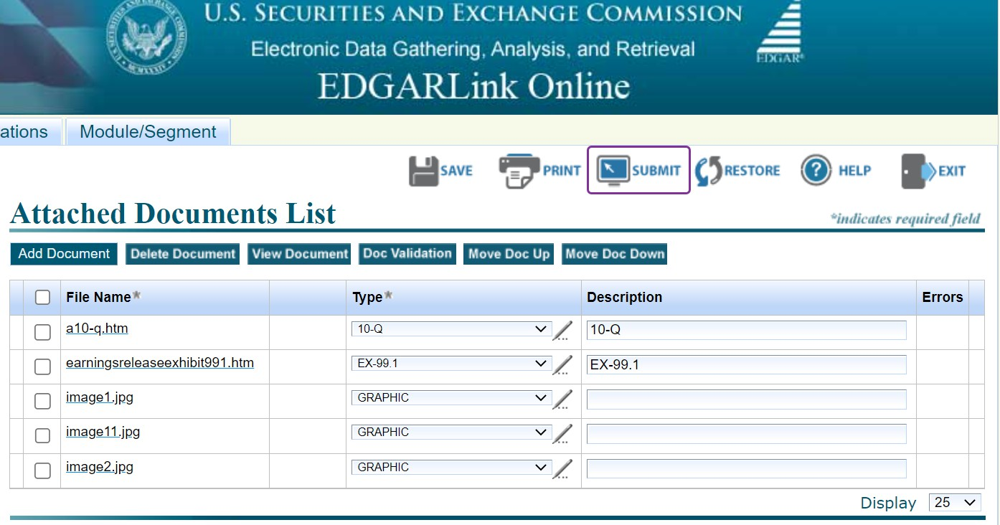 U.S. SECURITIES AND EXCHANGE COMMISSION
Electronic Data Gathering, Analysis, and Retrieval
EDGARLink Online
EDGAR®
ations Module/Segment
SAVE PRINT SUBMIT RESTORE ? HELP EXIT
Attached Documents List
*indicates required field
Add Document Delete Document View Document Doc Validation Move Doc Up Move Doc Down
File Name* Type* Description Errors
a10-q.htm 10-Q 10-Q
earningsreleaseexhibit991.htm EX-99.1 EX-99.1
image1.jpg GRAPHIC
image11.jpg GRAPHIC
image2.jpg GRAPHIC
Display 25